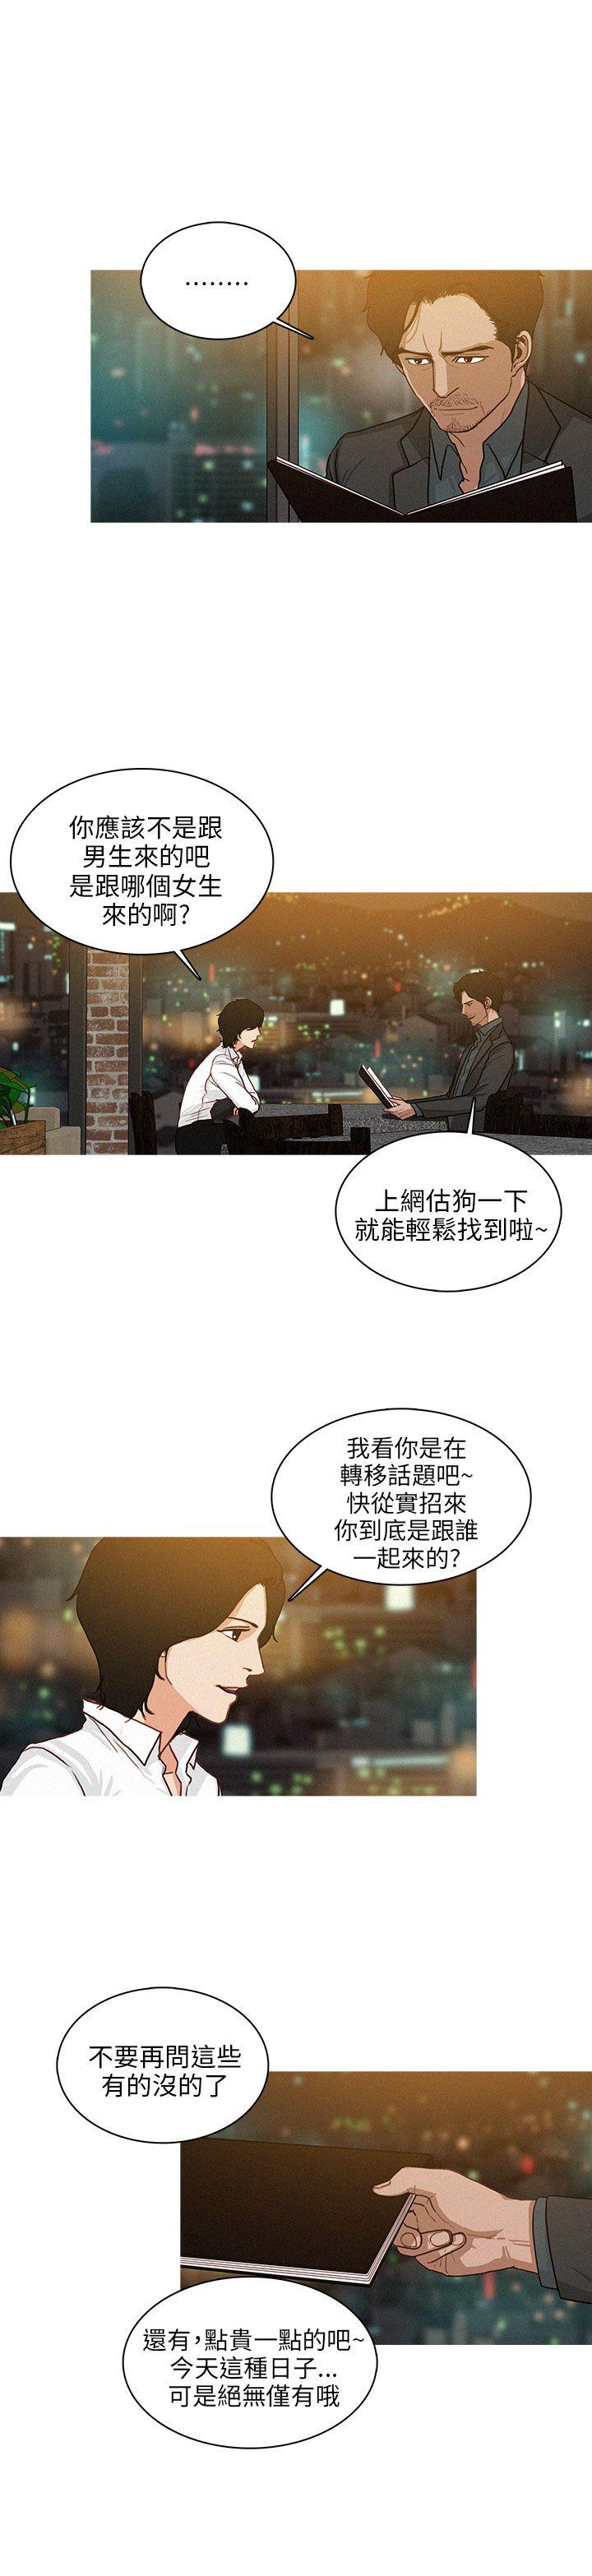 ........
你應該不是跟
男生來的吧
是跟哪個女生
來的啊?
上網估狗一下
就能輕鬆找到啦~
我看你是在
轉移話題吧~
快從實招來
你到底是跟誰
一起來的?
不要再問這些
有的沒的了
還有,點貴一點的吧~
今天這種日子...
可是絕無僅有哦